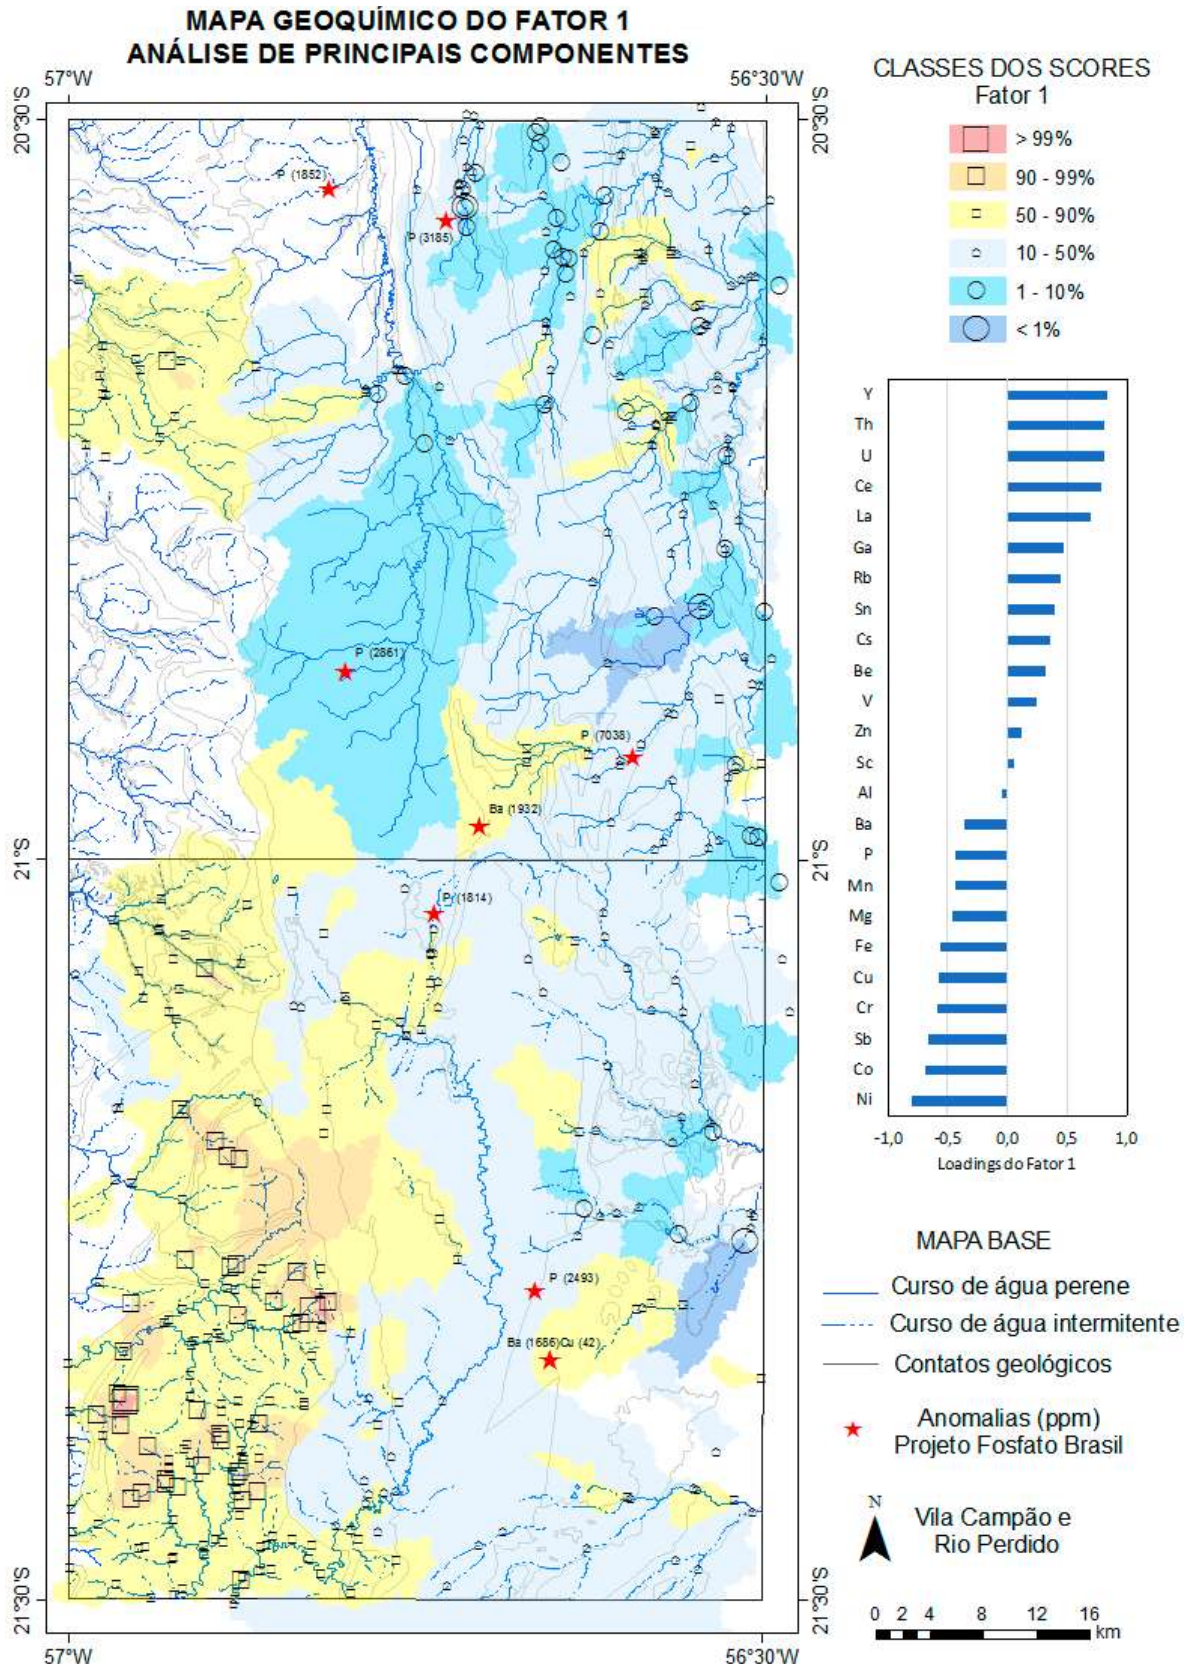 MAPA GEOQUÍMICO DO FATOR 1
ANÁLISE DE PRINCIPAIS COMPONENTES
57°W
56°30'W
20°30'S
20°30'S
P (1852)
P (3185)
P (2861)
P (7038)
Ba (1932)
21°S
21°S
P (1814)
P (2493)
Ba (1686)Cu (42)
21°30'S
21°30'S
57°W
56°30'W
CLASSES DOS SCORES
Fator 1
> 99%
90 - 99%
50 - 90%
10 - 50%
1 - 10%
< 1%
Y
Th
U
Ce
La
Ga
Rb
Sn
Cs
Be
V
Zn
Sc
Al
Ba
P
Mn
Mg
Fe
Cu
Cr
Sb
Co
Ni
-1,0 -0,5 0,0 0,5 1,0
Loadings do Fator 1
MAPA BASE
Curso de água perene
Curso de água intermitente
Contatos geológicos
Anomalias (ppm)
Projeto Fosfato Brasil
N
Vila Campão e
Rio Perdido
0 2 4 8 12 16
km